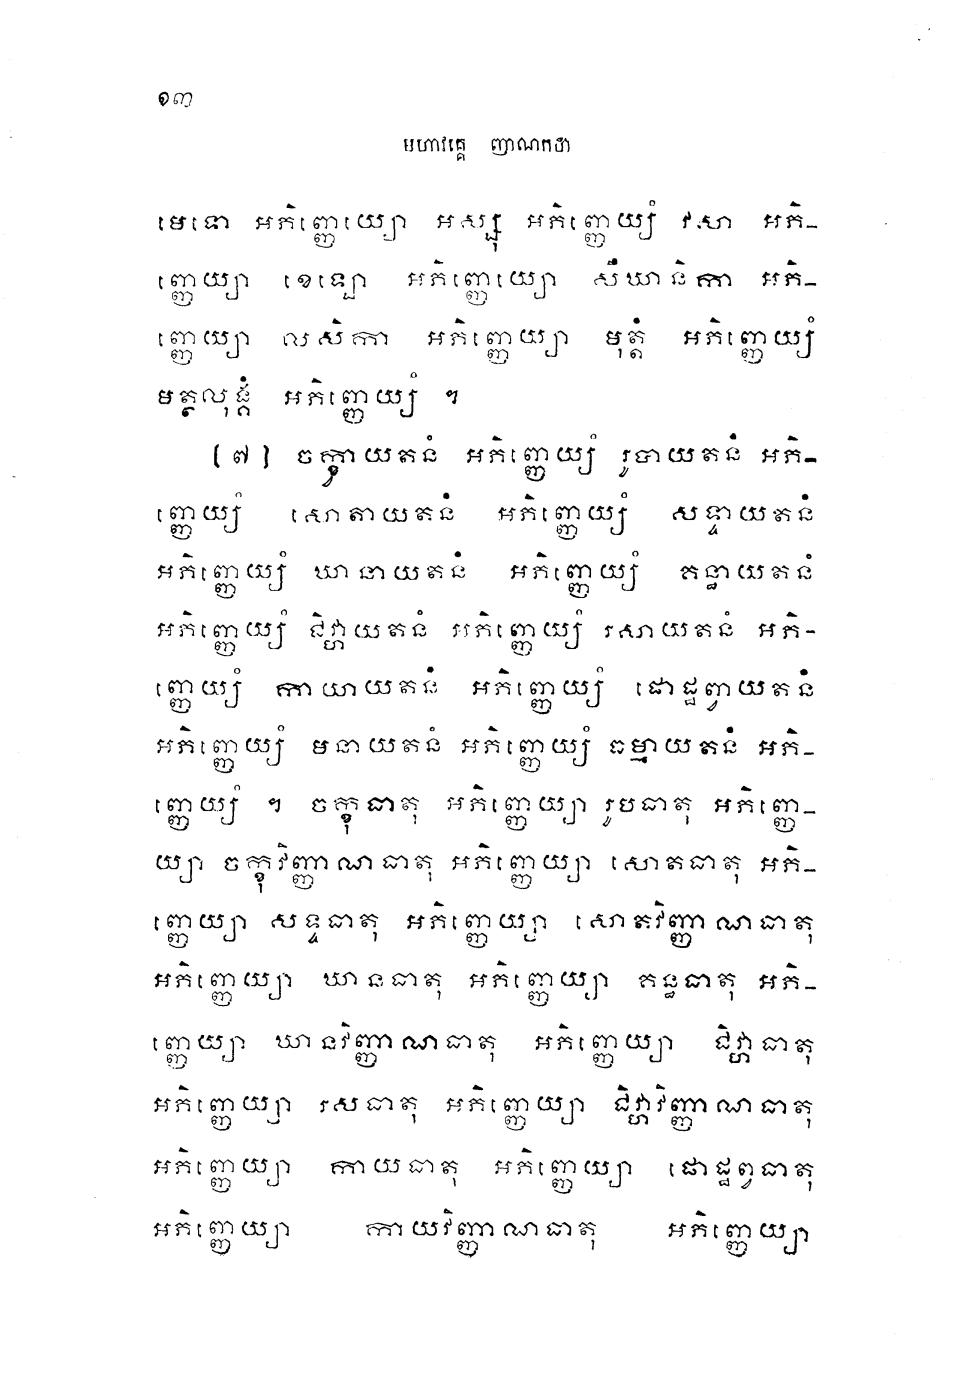 ១៣
មហាវគ្គេ ញាណកថា
មេទោ អភិញ្ញេយ្យោ អស្សុ អភិញ្ញេយ្យំ វសា អភិ-
ញ្ញេយ្យា ខេឡោ អភិញ្ញេយ្យោ សិំឃានិកា អភិ-
ញ្ញេយ្យា លសិកា អភិញ្ញេយ្យា មុត្តំ អភិញ្ញេយ្យំ
មត្ថលុង្គំ អភិញ្ញេយ្យំ ។
[៧] ចក្ខ្វាយតនំ អភិញ្ញេយ្យំ រូបាយតនំ អភិ-
ញ្ញេយ្យំ សោតាយតនំ អភិញ្ញេយ្យំ សទ្ទាយតនំ
អភិញ្ញេយ្យំ ឃានាយតនំ អភិញ្ញេយ្យំ គន្ធាយតនំ
អភិញ្ញេយ្យំ ជិវ្ហាយតនំ អភិញ្ញេយ្យំ រសាយតនំ អភិ-
ញ្ញេយ្យំ កាយាយតនំ អភិញ្ញេយ្យំ ផោដ្ឋព្វាយតនំ
អភិញ្ញេយ្យំ មនាយតនំ អភិញ្ញេយ្យំ ធម្មាយតនំ អភិ-
ញ្ញេយ្យំ ។ ចក្ខុធាតុ អភិញ្ញេយ្យា រូបធាតុ អភិញ្ញេ-
យ្យា ចក្ខុវិញ្ញាណធាតុ អភិញ្ញេយ្យា សោតធាតុ អភិ-
ញ្ញេយ្យា សទ្ទធាតុ អភិញ្ញេយ្យា សោតវិញ្ញាណធាតុ
អភិញ្ញេយ្យា ឃានធាតុ អភិញ្ញេយ្យា គន្ធធាតុ អភិ-
ញ្ញេយ្យា ឃានវិញ្ញាណធាតុ អភិញ្ញេយ្យា ជិវ្ហាធាតុ
អភិញ្ញេយ្យា រសធាតុ អភិញ្ញេយ្យា ជិវ្ហាវិញ្ញាណធាតុ
អភិញ្ញេយ្យា កាយធាតុ អភិញ្ញេយ្យា ផោដ្ឋព្វធាតុ
អភិញ្ញេយ្យា កាយវិញ្ញាណធាតុ អភិញ្ញេយ្យា